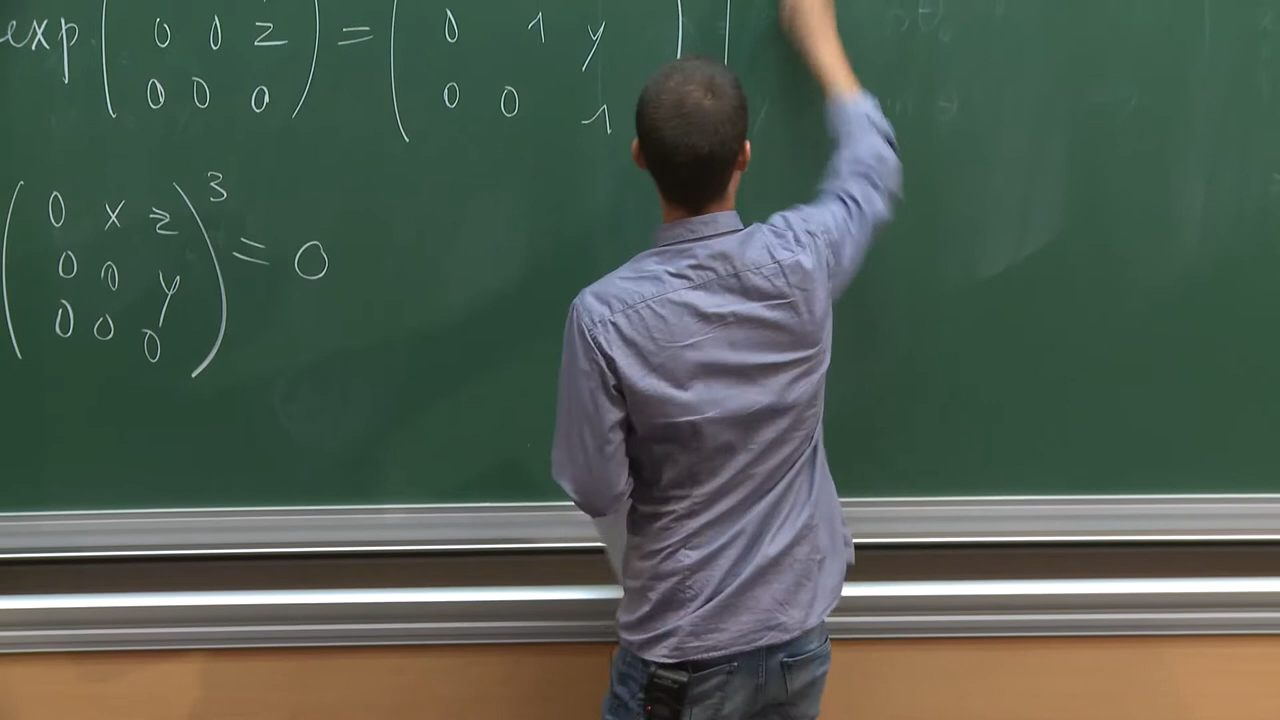 exp ( 0 0 z ) = ( 0 1 y )
0 0 0 0 0 1
( 0 x z )^3 = 0
0 0 y
0 0 0